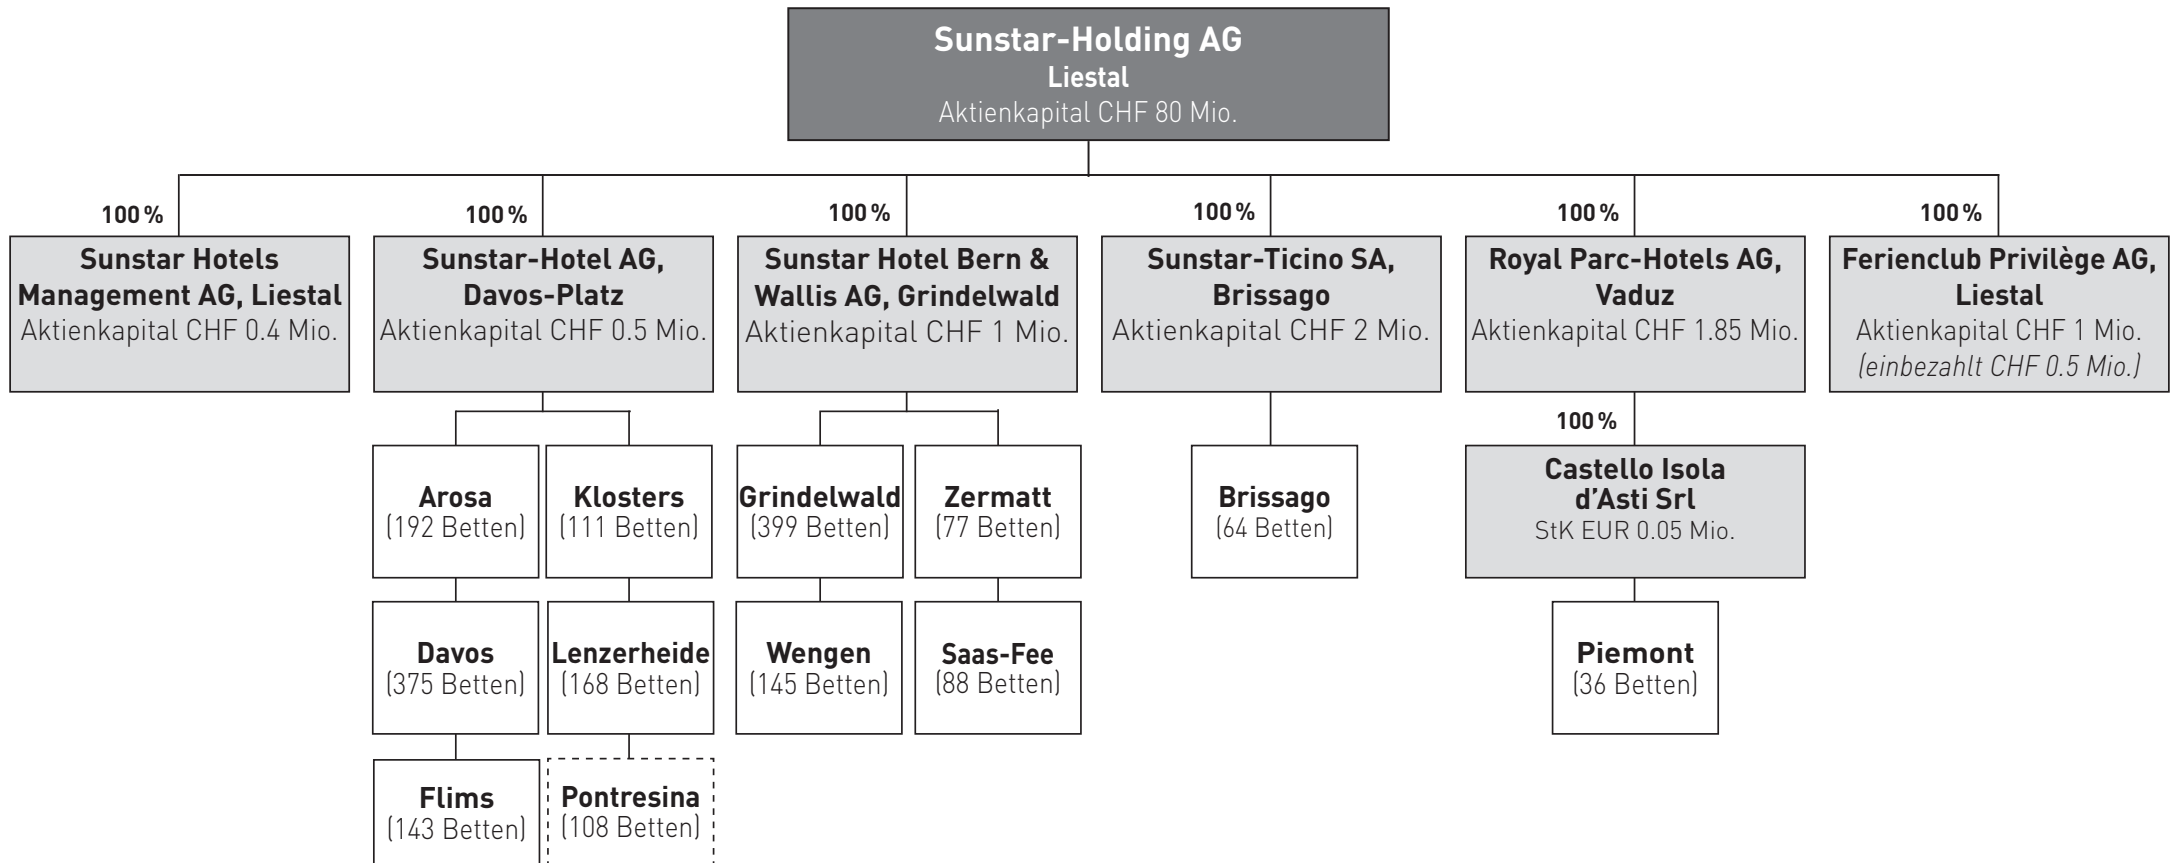 Sunstar-Holding AG
Liestal
Aktienkapital CHF 80 Mio.
100 %
100 %
100 %
100 %
100 %
100 %
Sunstar Hotels
Management AG, Liestal
Aktienkapital CHF 0.4 Mio.
Sunstar-Hotel AG,
Davos-Platz
Aktienkapital CHF 0.5 Mio.
Sunstar Hotel Bern &
Wallis AG, Grindelwald
Aktienkapital CHF 1 Mio.
Sunstar-Ticino SA,
Brissago
Aktienkapital CHF 2 Mio.
Royal Parc-Hotels AG,
Vaduz
Aktienkapital CHF 1.85 Mio.
Ferienclub Privilège AG,
Liestal
Aktienkapital CHF 1 Mio.
(einbezahlt CHF 0.5 Mio.)
100 %
Arosa
(192 Betten)
Klosters
(111 Betten)
Grindelwald
(399 Betten)
Zermatt
(77 Betten)
Brissago
(64 Betten)
Castello Isola
d’Asti Srl
StK EUR 0.05 Mio.
Davos
(375 Betten)
Lenzerheide
(168 Betten)
Wengen
(145 Betten)
Saas-Fee
(88 Betten)
Piemont
(36 Betten)
Flims
(143 Betten)
Pontresina
(108 Betten)